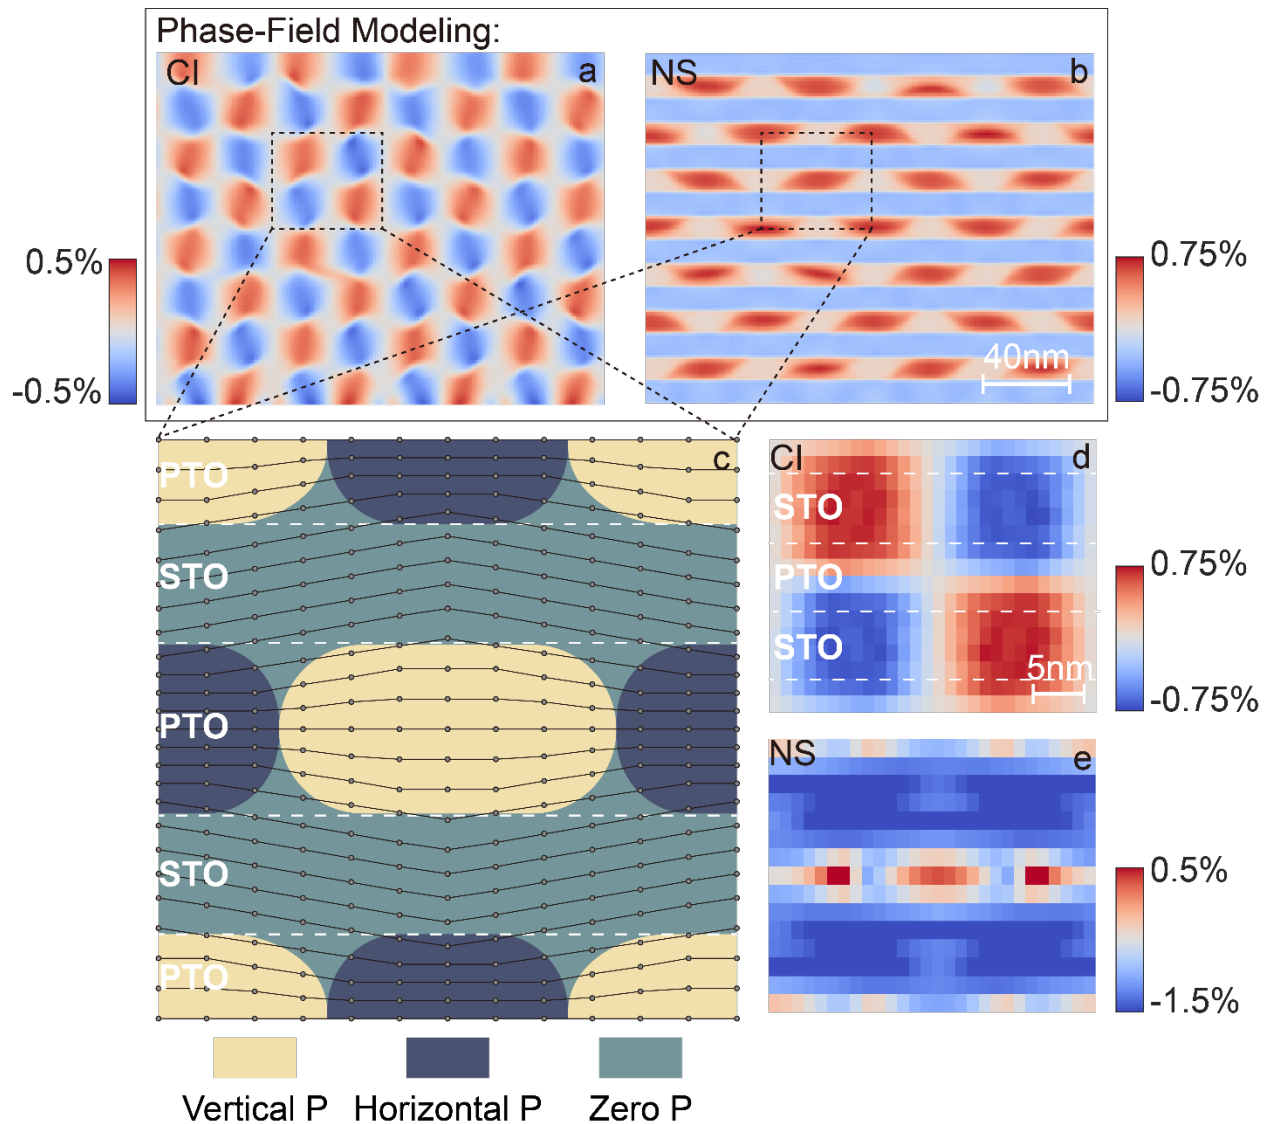 Phase-Field Modeling:
CI
a
NS
b
0.5%
-0.5%
40nm
0.75%
-0.75%
PTO
c
STO
PTO
STO
PTO
CI
d
STO
PTO
STO
5nm
0.75%
-0.75%
NS
e
0.5%
-1.5%
Vertical P
Horizontal P
Zero P